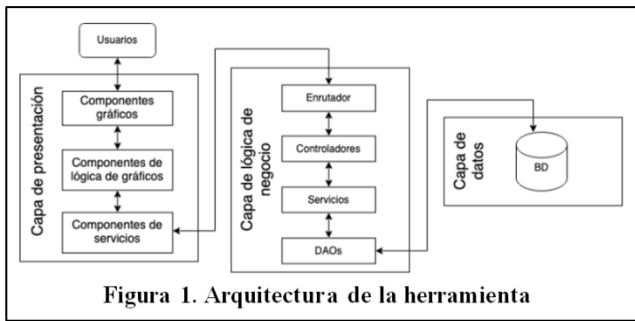 Usuarios
Capa de presentación
Componentes
gráficos
Componentes de
lógica de gráficos
Componentes de
servicios
Capa de lógica de
negocio
Enrutador
Controladores
Servicios
DAOs
Capa de
datos
BD
Figura 1. Arquitectura de la herramienta